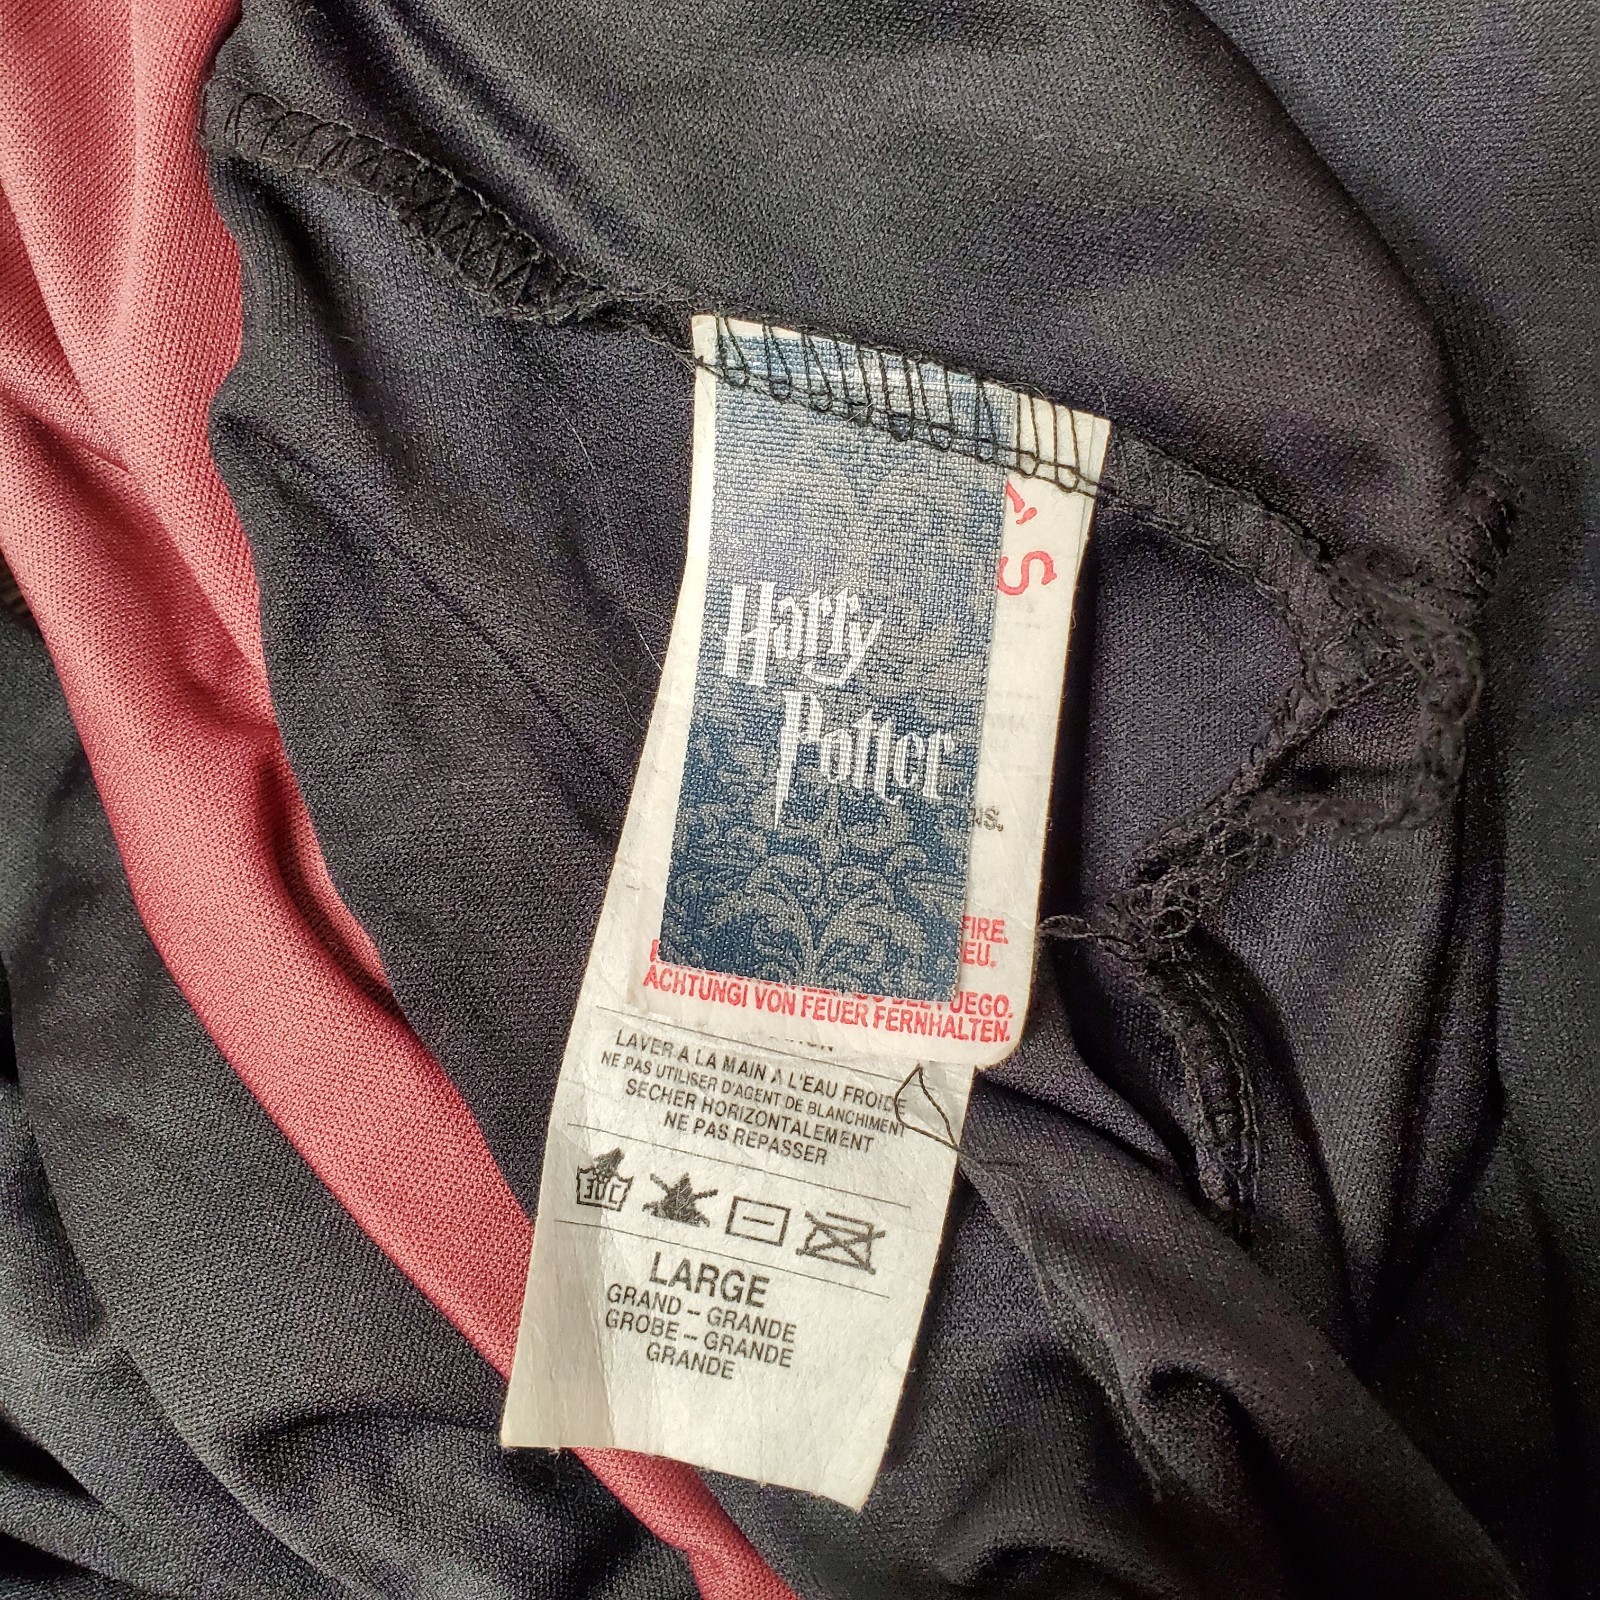 'S
Harry
Potter
NS.
FIRE.
EU.
UEGO.
ACHTUNG! VON FEUER FERNHALTEN.
LAVER A LA MAIN A L'EAU FROIDE
NE PAS UTILISER D'AGENT DE BLANCHIMENT
SECHER HORIZONTALEMENT
NE PAS REPASSER
LARGE
GRAND – GRANDE
GROBE – GRANDE
GRANDE